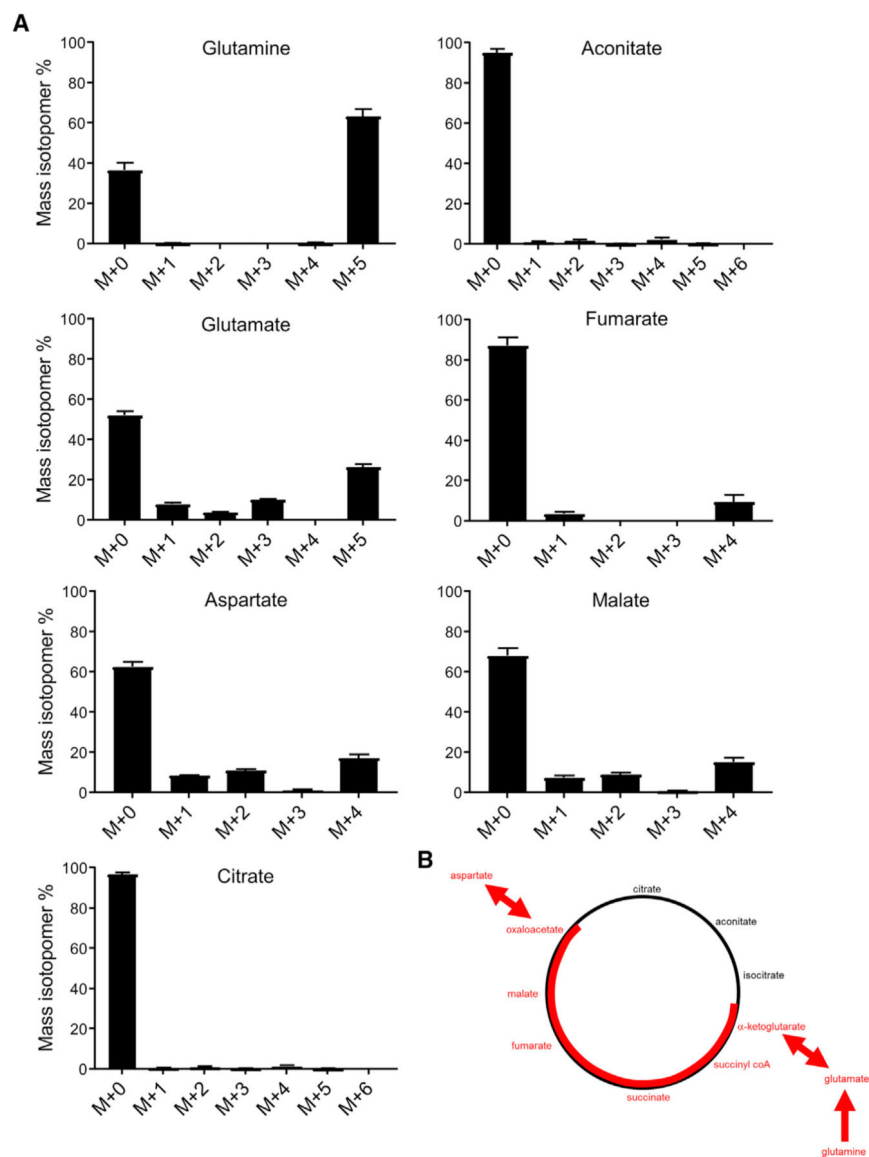 A
Glutamine
Mass isotopomer %
100
80
60
40
20
0
M+0 M+1 M+2 M+3 M+4 M+5
Aconitate
100
80
60
40
20
0
M+0 M+1 M+2 M+3 M+4 M+5 M+6
Glutamate
Mass isotopomer %
100
80
60
40
20
0
M+0 M+1 M+2 M+3 M+4 M+5
Fumarate
100
80
60
40
20
0
M+0 M+1 M+2 M+3 M+4
Aspartate
Mass isotopomer %
100
80
60
40
20
0
M+0 M+1 M+2 M+3 M+4
Malate
100
80
60
40
20
0
M+0 M+1 M+2 M+3 M+4
Citrate
Mass isotopomer %
100
80
60
40
20
0
M+0 M+1 M+2 M+3 M+4 M+5 M+6
B
citrate
aconitate
isocitrate
α-ketoglutarate
succinyl coA
succinate
fumarate
malate
oxaloacetate
aspartate
glutamate
glutamine